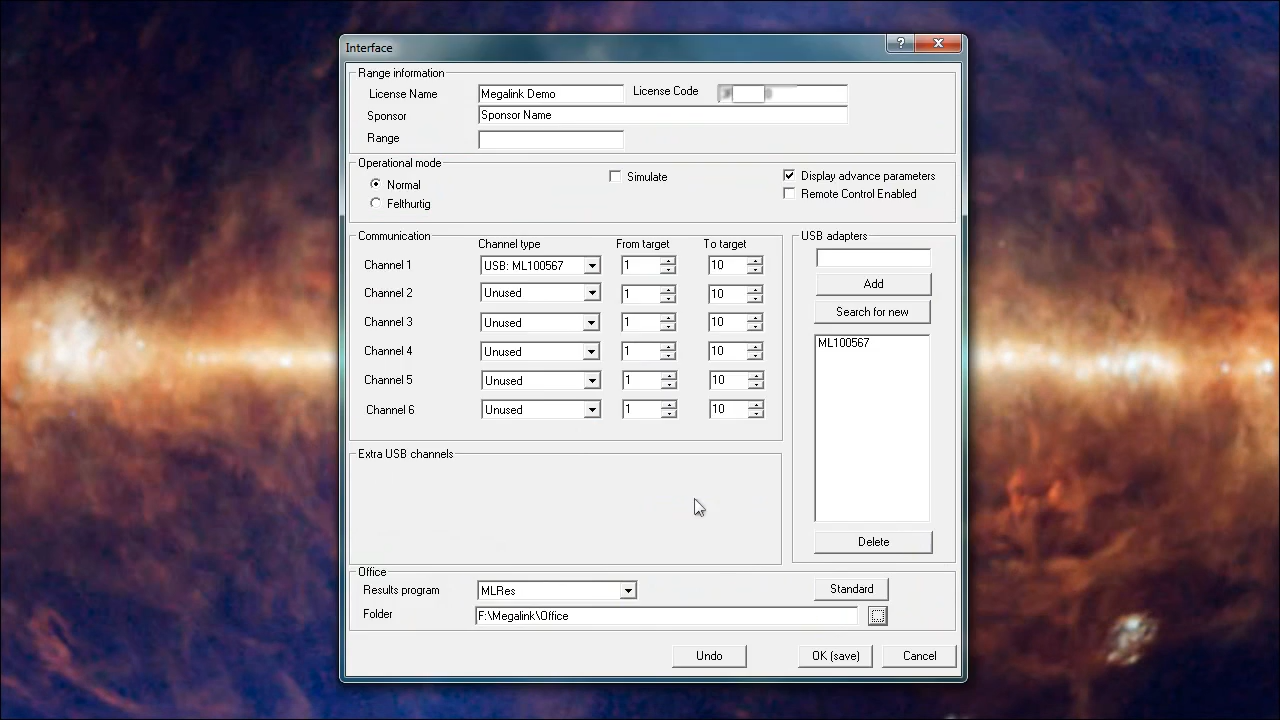 Interface
?
Range information
License Name Megalink Demo License Code
Sponsor Sponsor Name
Range
Operational mode
Normal Simulate Display advance parameters
Felthurtig Remote Control Enabled
Communication USB adapters
Channel type From target To target
Channel 1 USB: ML100567 1 10
Add
Channel 2 Unused 1 10
Search for new
Channel 3 Unused 1 10
ML100567
Channel 4 Unused 1 10
Channel 5 Unused 1 10
Channel 6 Unused 1 10
Extra USB channels
Delete
Office
Results program MLRes Standard
Folder F:\Megalink\Office ...
Undo OK (save) Cancel